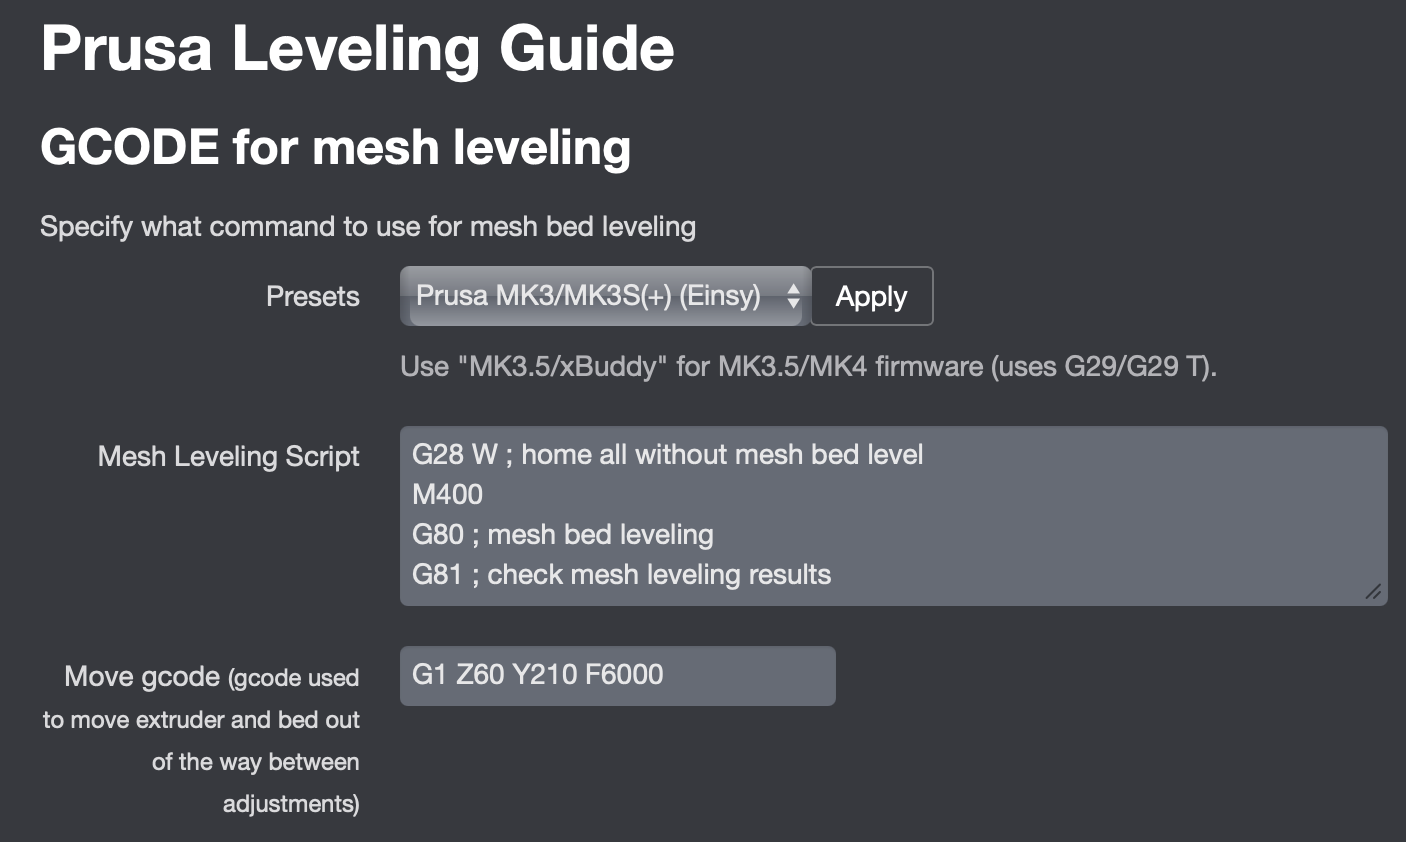 Prusa Leveling Guide
GCODE for mesh leveling
Specify what command to use for mesh bed leveling
Presets
Prusa MK3/MK3S(+) (Einsy)
Apply
Use "MK3.5/xBuddy" for MK3.5/MK4 firmware (uses G29/G29 T).
Mesh Leveling Script
G28 W ; home all without mesh bed level
M400
G80 ; mesh bed leveling
G81 ; check mesh leveling results
Move gcode (gcode used
to move extruder and bed out
of the way between
adjustments)
G1 Z60 Y210 F6000